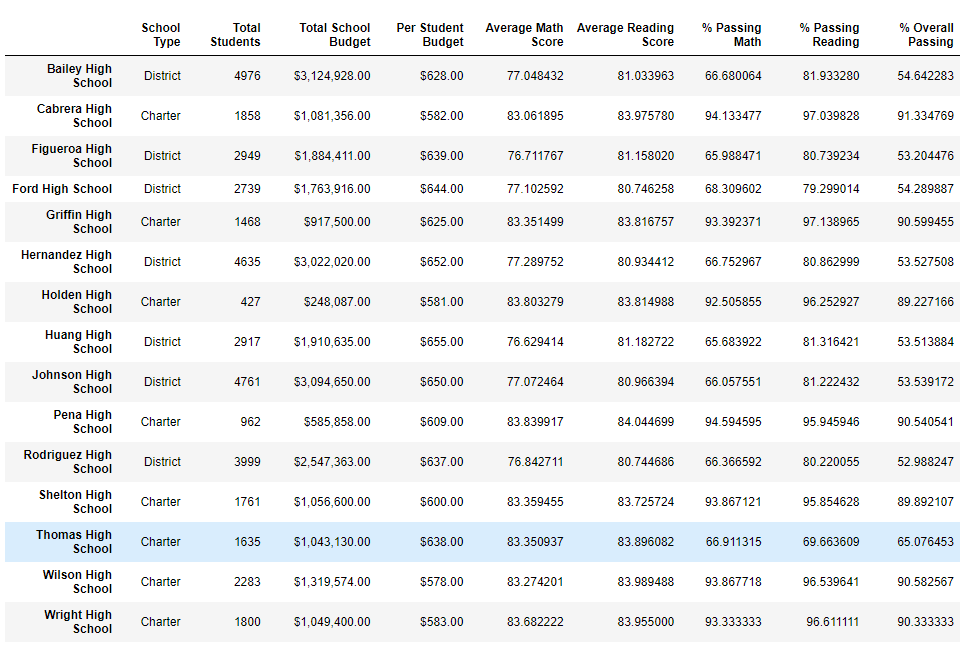 School Type Total Students Total School Budget Per Student Budget Average Math Score Average Reading Score % Passing Math % Passing Reading % Overall Passing
Bailey High School District 4976 $3,124,928.00 $628.00 77.048432 81.033963 66.680064 81.933280 54.642283
Cabrera High School Charter 1858 $1,081,356.00 $582.00 83.061895 83.975780 94.133477 97.039828 91.334769
Figueroa High School District 2949 $1,884,411.00 $639.00 76.711767 81.158020 65.988471 80.739234 53.204476
Ford High School District 2739 $1,763,916.00 $644.00 77.102592 80.746258 68.309602 79.299014 54.289887
Griffin High School Charter 1468 $917,500.00 $625.00 83.351499 83.816757 93.392371 97.138965 90.599455
Hernandez High School District 4635 $3,022,020.00 $652.00 77.289752 80.934412 66.752967 80.862999 53.527508
Holden High School Charter 427 $248,087.00 $581.00 83.803279 83.814988 92.505855 96.252927 89.227166
Huang High School District 2917 $1,910,635.00 $655.00 76.629414 81.182722 65.683922 81.316421 53.513884
Johnson High School District 4761 $3,094,650.00 $650.00 77.072464 80.966394 66.057551 81.222432 53.539172
Pena High School Charter 962 $585,858.00 $609.00 83.839917 84.044699 94.594595 95.945946 90.540541
Rodriguez High School District 3999 $2,547,363.00 $637.00 76.842711 80.744686 66.366592 80.220055 52.988247
Shelton High School Charter 1761 $1,056,600.00 $600.00 83.359455 83.725724 93.867121 95.854628 89.892107
Thomas High School Charter 1635 $1,043,130.00 $638.00 83.350937 83.896082 66.911315 69.663609 65.076453
Wilson High School Charter 2283 $1,319,574.00 $578.00 83.274201 83.989488 93.867718 96.539641 90.582567
Wright High School Charter 1800 $1,049,400.00 $583.00 83.682222 83.955000 93.333333 96.611111 90.333333